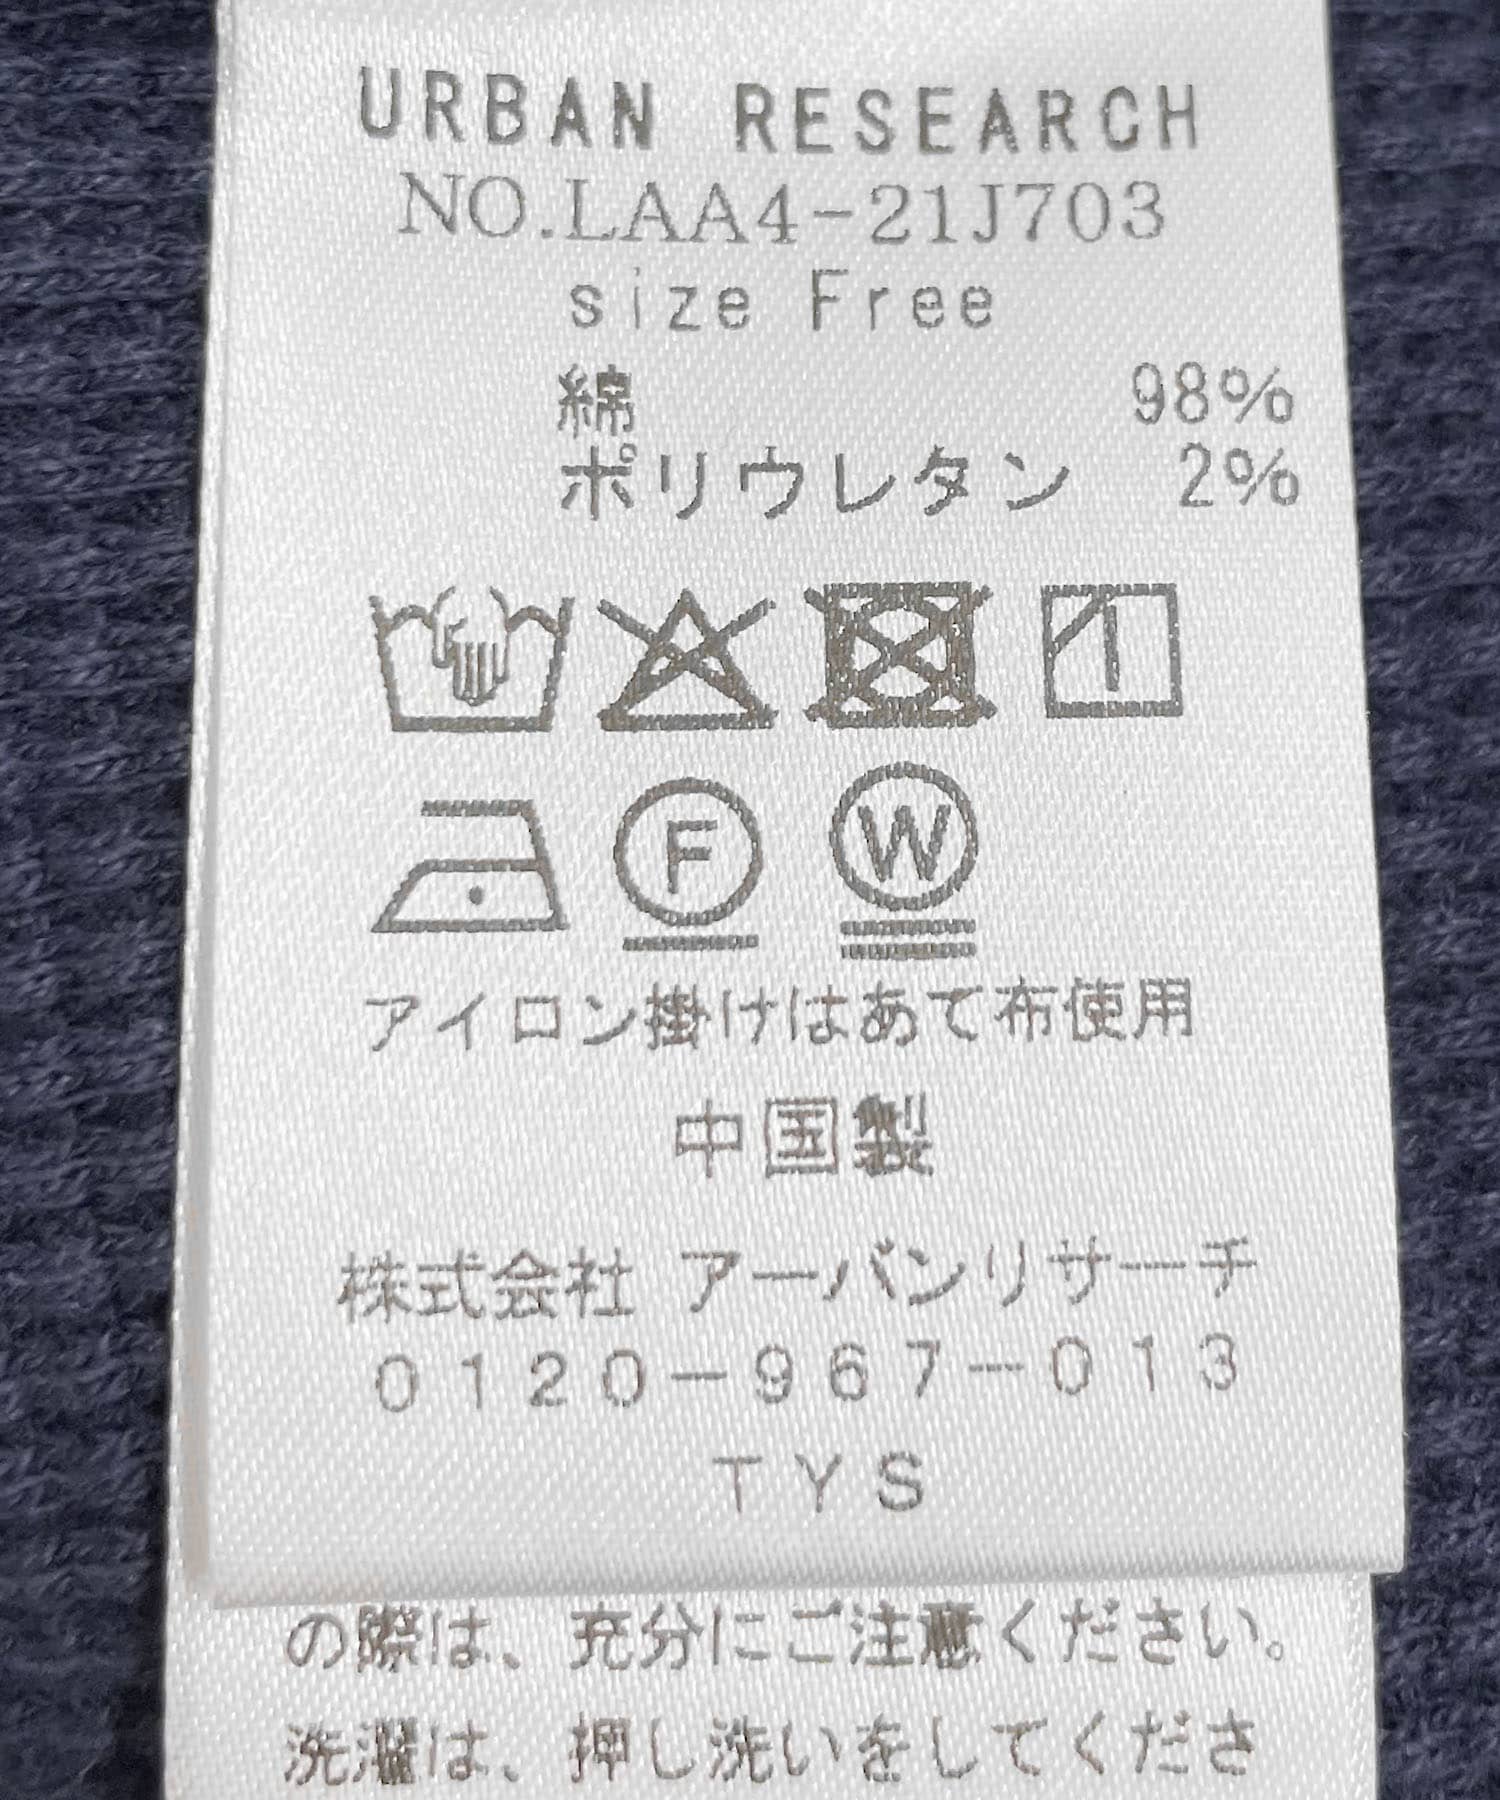 URBAN RESEARCH
NO.LAA4-21J703
size Free
綿 98%
ポリウレタン 2%
F W
アイロン掛けはあて布使用
中国製
株式会社 アーバンリサーチ
0120-967-013
TYS
の際は、充分にご注意ください。
洗濯は、押し洗いをしてくださ